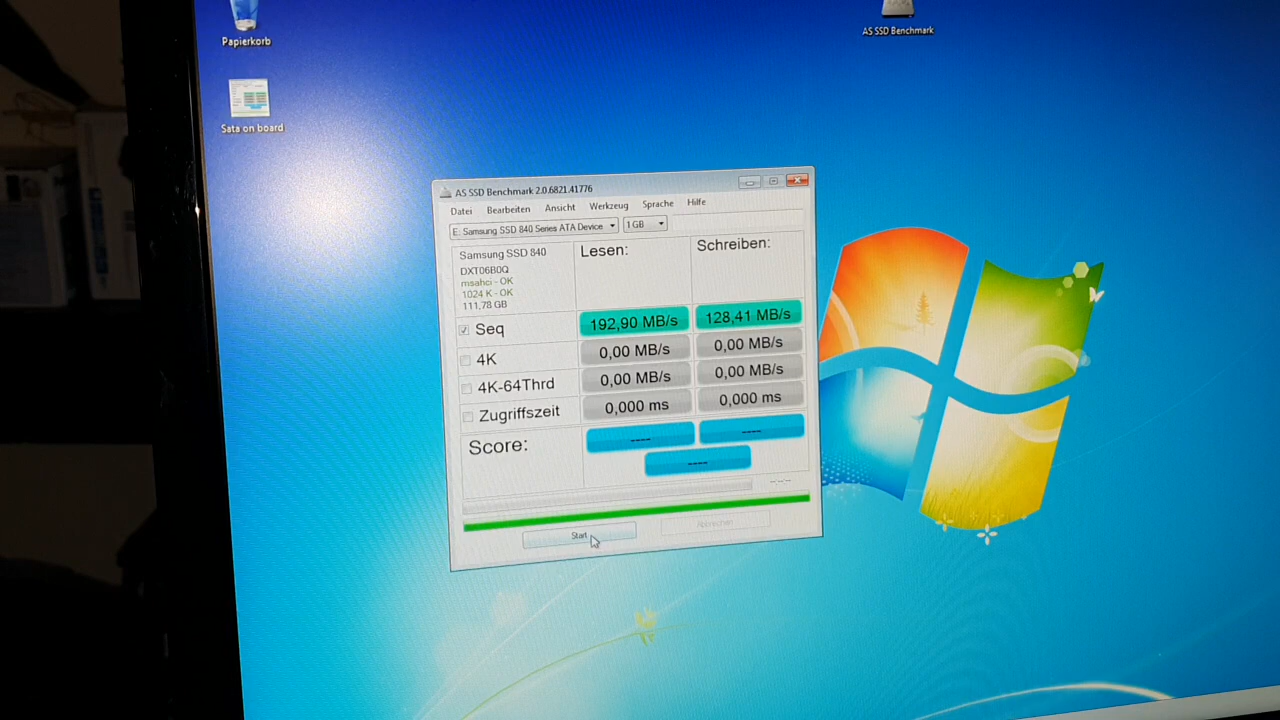 Papierkorb
AS SSD Benchmark
Sata on board
AS SSD Benchmark 2.0.6821.41776
Datei Bearbeiten Ansicht Werkzeug Sprache Hilfe
E: Samsung SSD 840 Series ATA Device 1 GB
Samsung SSD 840
DXT06B0Q
msahci - OK
1024 K - OK
111,78 GB
Lesen: Schreiben:
Seq 192,90 MB/s 128,41 MB/s
4K 0,00 MB/s 0,00 MB/s
4K-64Thrd 0,00 MB/s 0,00 MB/s
Zugriffszeit 0,000 ms 0,000 ms
Score: ---- ----
----
---
Start Abbrechen